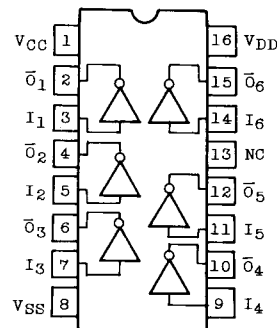 VCC 1 16 VDD
Ō1 2 15 Ō6
I1 3 14 I6
Ō2 4 13 NC
I2 5 12 Ō5
Ō3 6 11 I5
I3 7 10 Ō4
VSS 8 9 I4